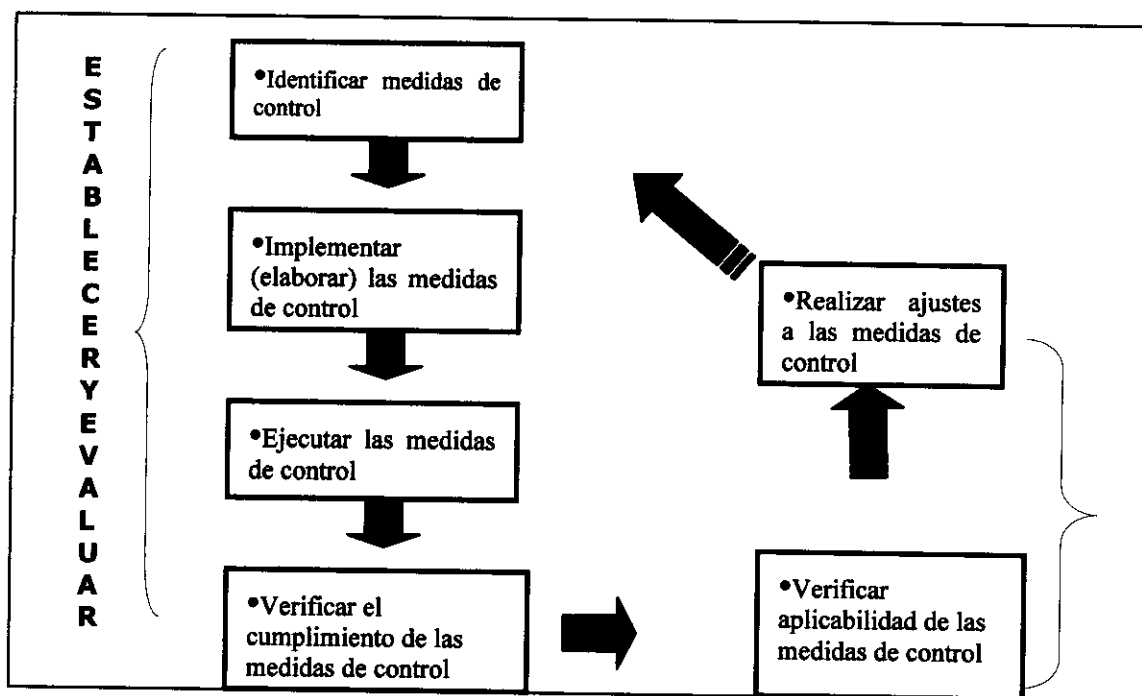 ESTABLECERYEVALUAR
•Identificar medidas de
control
•Implementar
(elaborar) las medidas
de control
•Ejecutar las medidas
de control
•Verificar el
cumplimiento de las
medidas de control
•Verificar
aplicabilidad de las
medidas de control
•Realizar ajustes
a las medidas de
control